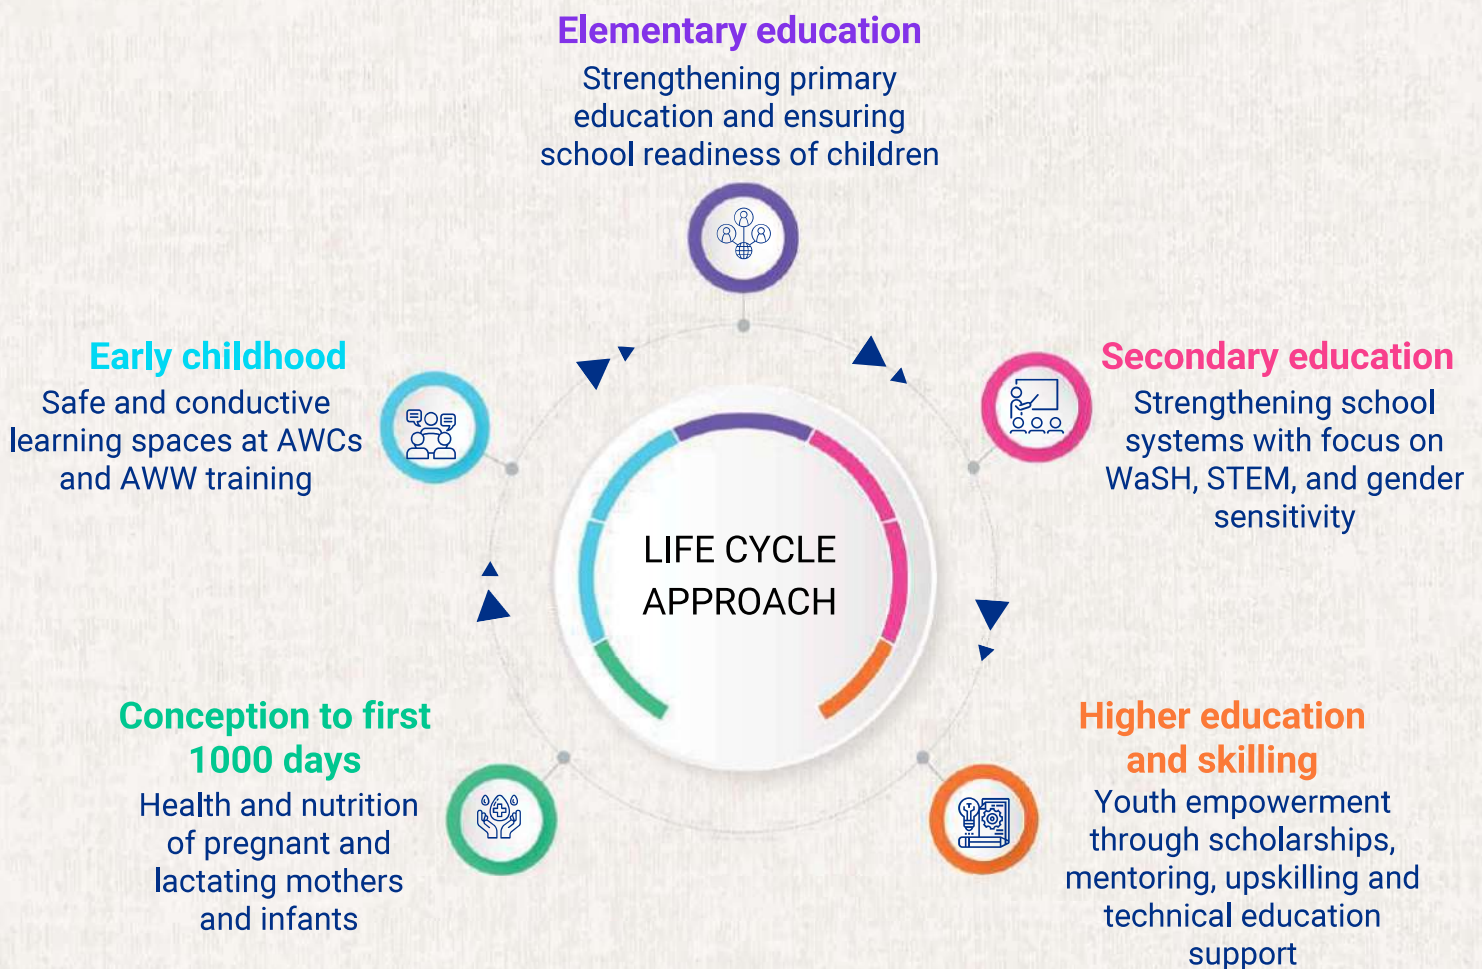 Elementary education
Strengthening primary
education and ensuring
school readiness of children
Early childhood
Safe and conductive
learning spaces at AWCs
and AWW training
Secondary education
Strengthening school
systems with focus on
WaSH, STEM, and gender
sensitivity
LIFE CYCLE
APPROACH
Conception to first
1000 days
Health and nutrition
of pregnant and
lactating mothers
and infants
Higher education
and skilling
Youth empowerment
through scholarships,
mentoring, upskilling and
technical education
support